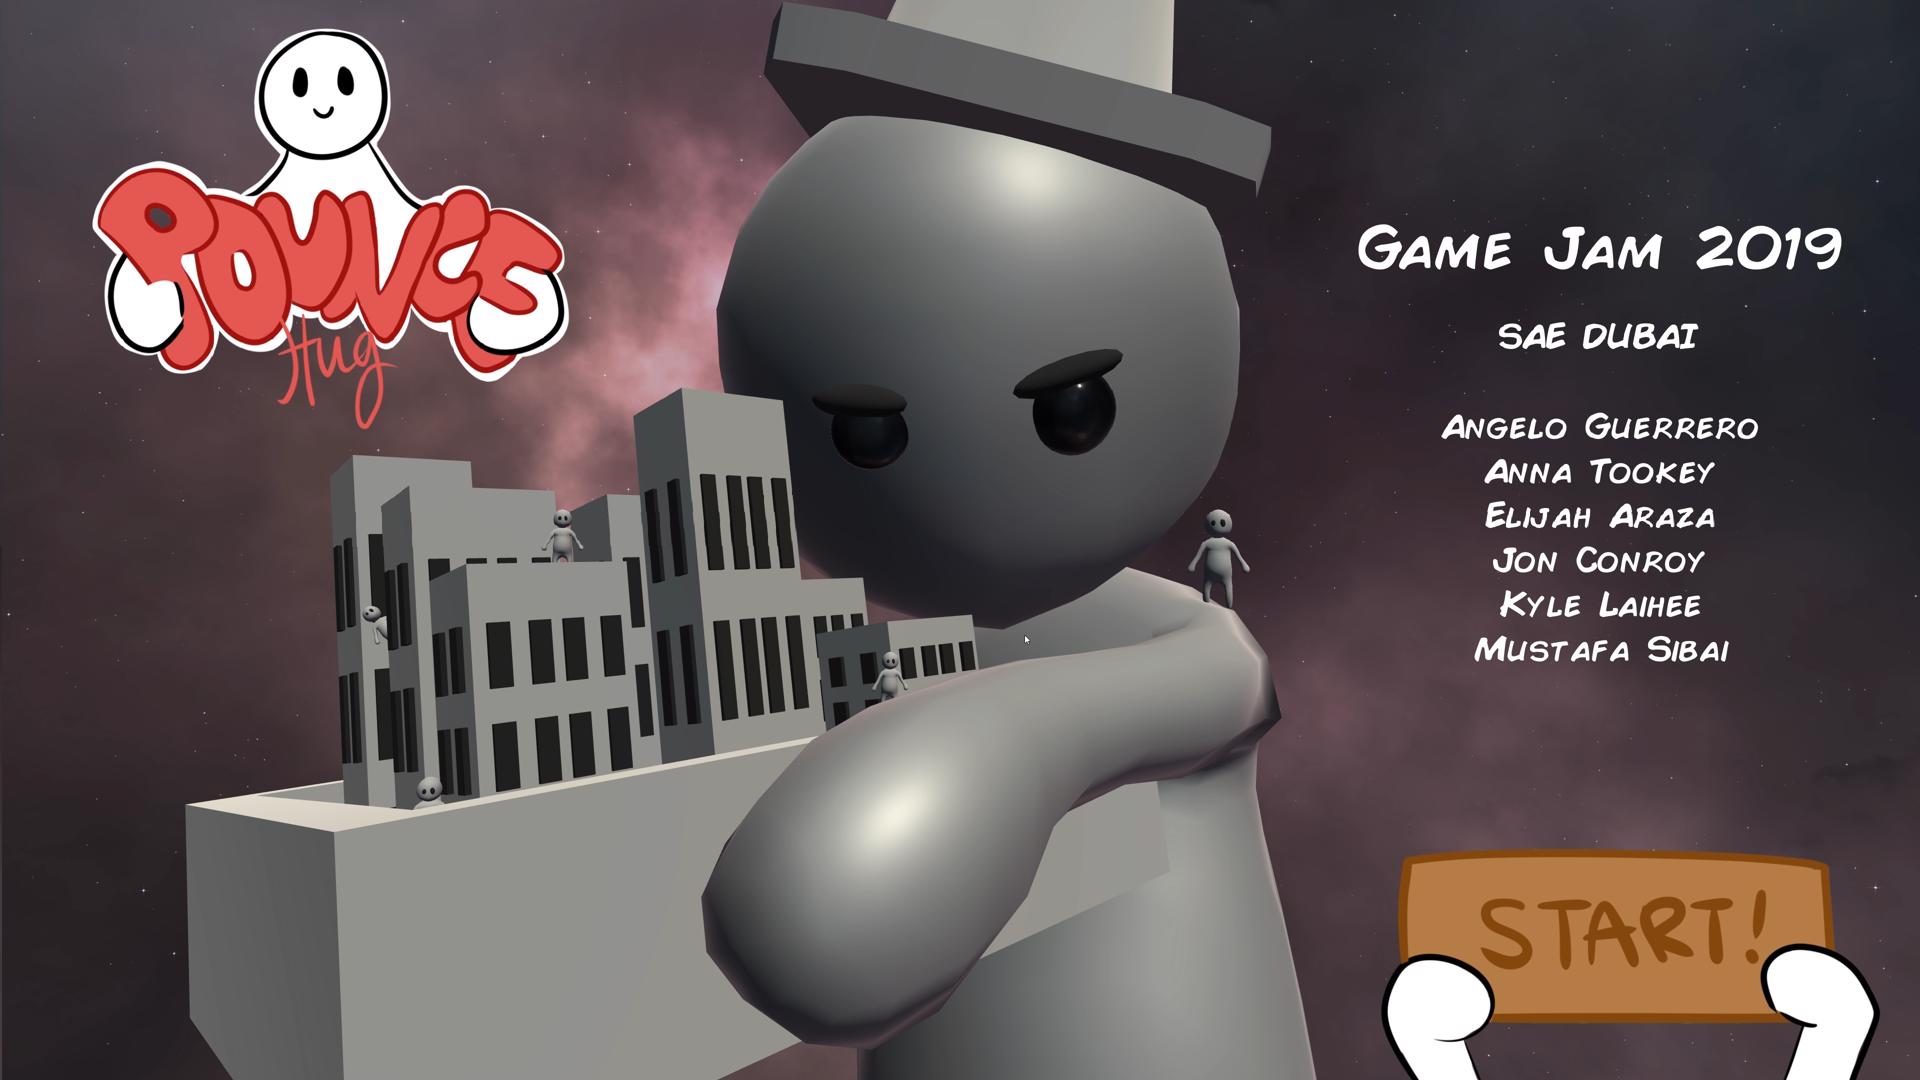 POUNCE
Hug
GAME JAM 2019
SAE DUBAI
ANGELO GUERRERO
ANNA TOOKEY
ELIJAH ARAZA
JON CONROY
KYLE LAIHEE
MUSTAFA SIBAI
START!